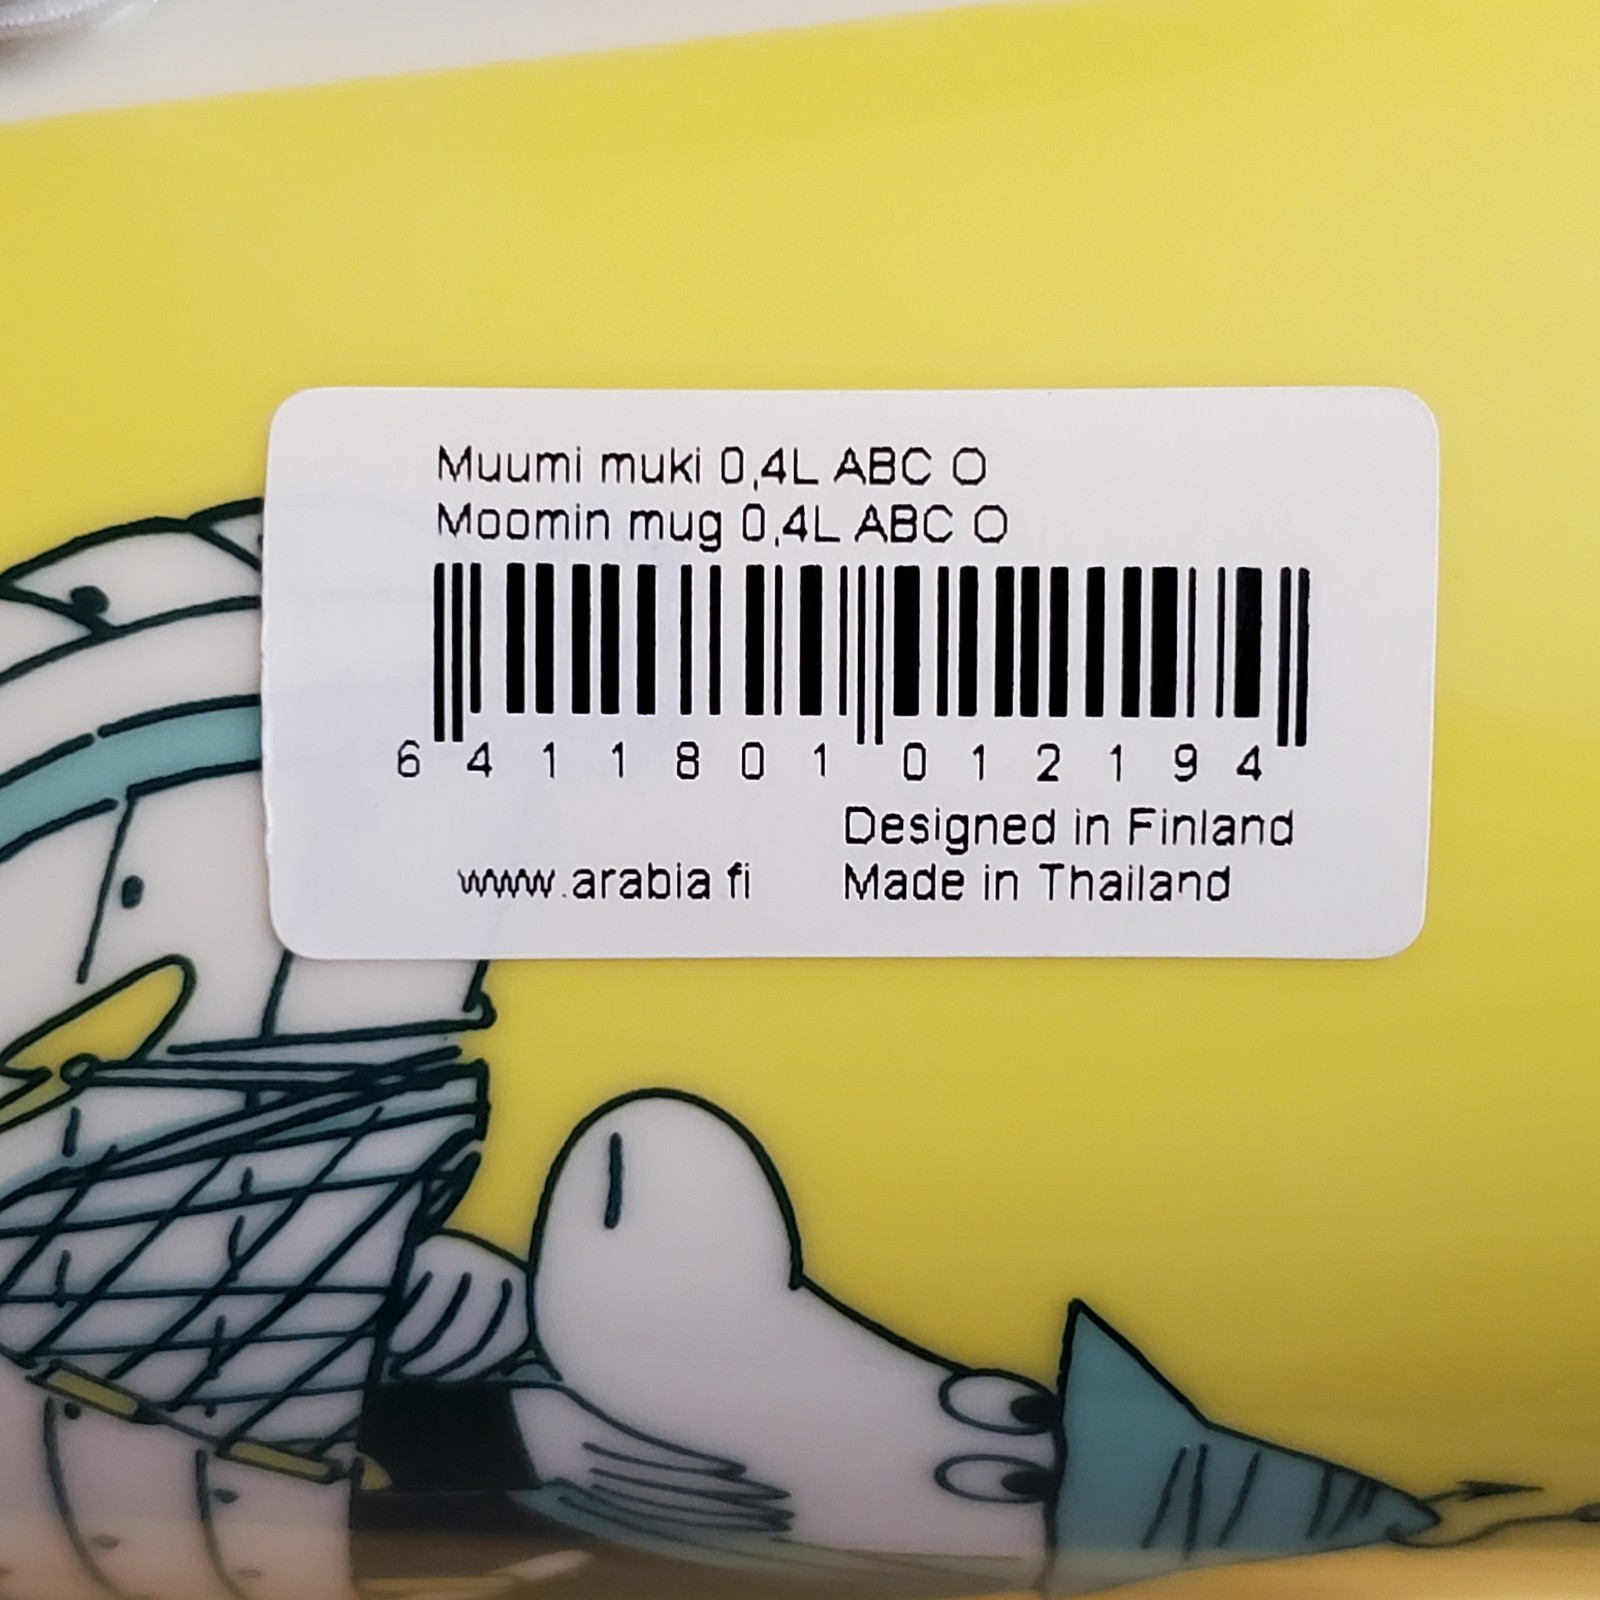 Muumi muki 0,4L ABC O
Moomin mug 0,4L ABC O
6 411801 012194
Designed in Finland
www.arabia.fi Made in Thailand